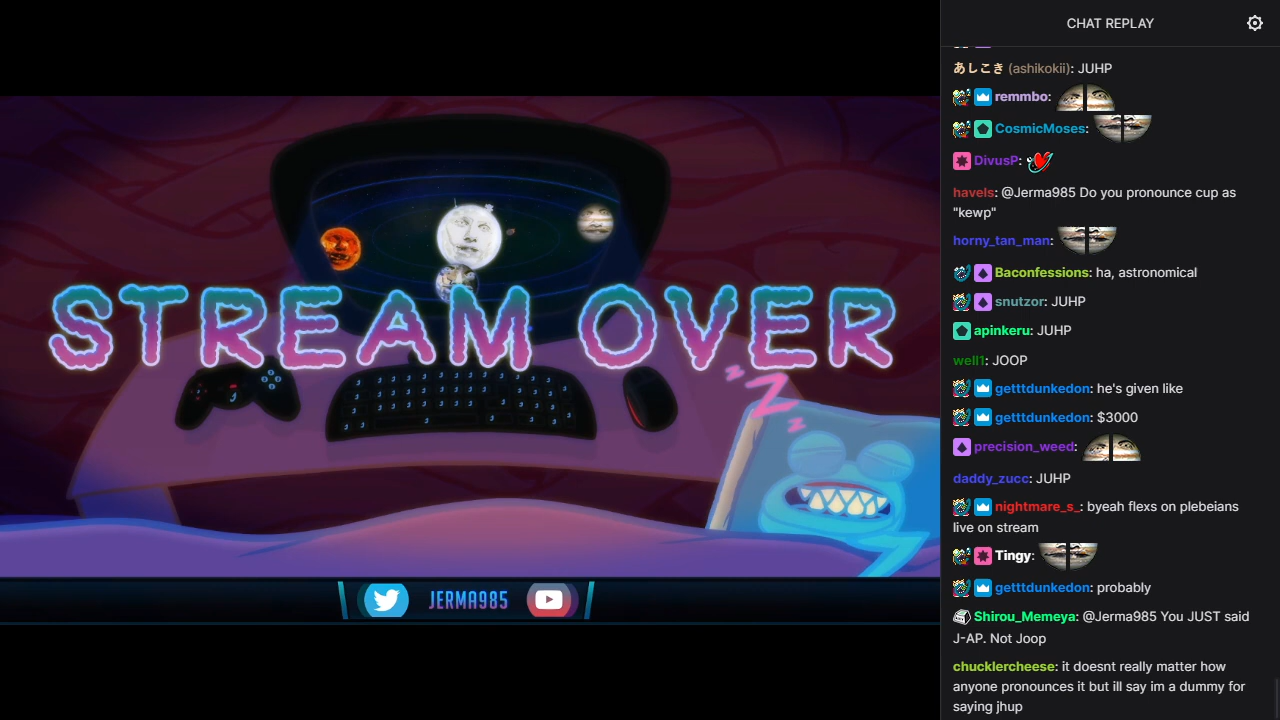 CHAT REPLAY
あしこき (ashikokii): JUHP
remmbo:
CosmicMoses:
DivusP:
havels: @Jerma985 Do you pronounce cup as
"kewp"
horny_tan_man:
Baconfessions: ha, astronomical
snutzor: JUHP
apinkeru: JUHP
well1: JOOP
getttdunkedon: he's given like
getttdunkedon: $3000
precision_weed:
daddy_zucc: JUHP
nightmare_s_: byeah flexs on plebeians
live on stream
Tingy:
getttdunkedon: probably
Shirou_Memeya: @Jerma985 You JUST said
J-AP. Not Joop
chucklercheese: it doesnt really matter how
anyone pronounces it but ill say im a dummy for
saying jhup
STREAM OVER
z
Z
z
JERMA985